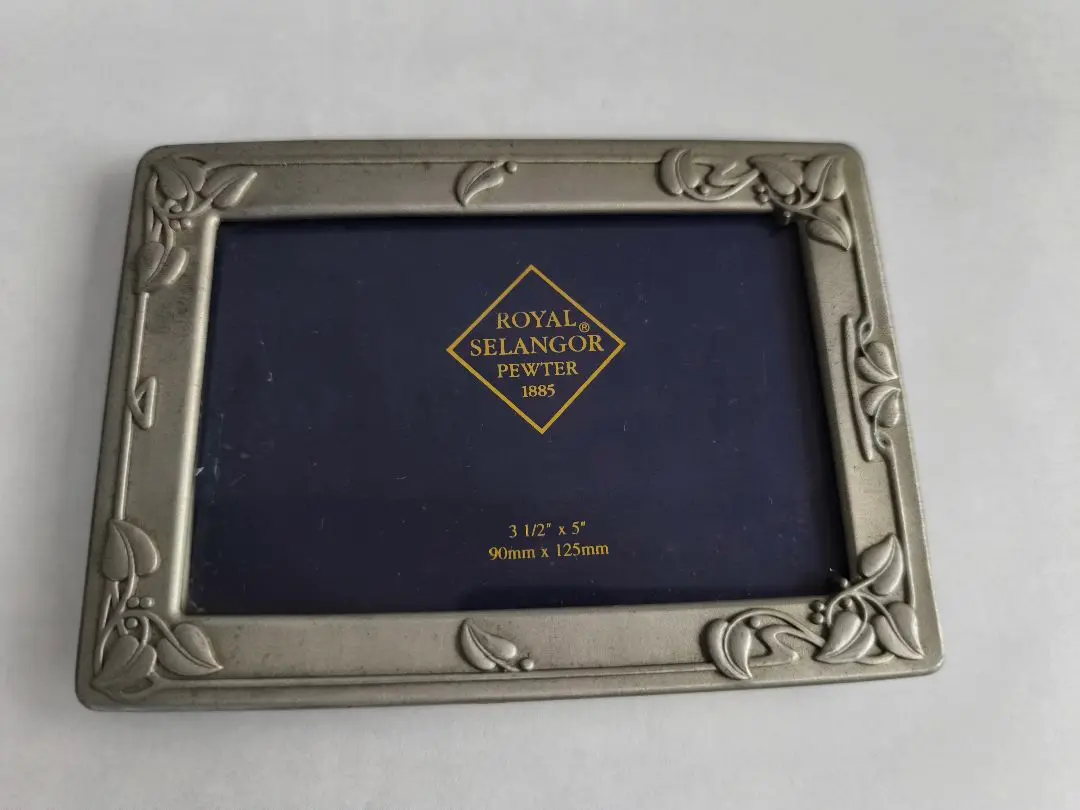 ROYAL®
SELANGOR
PEWTER
1885
3 1/2" x 5"
90mm x 125mm